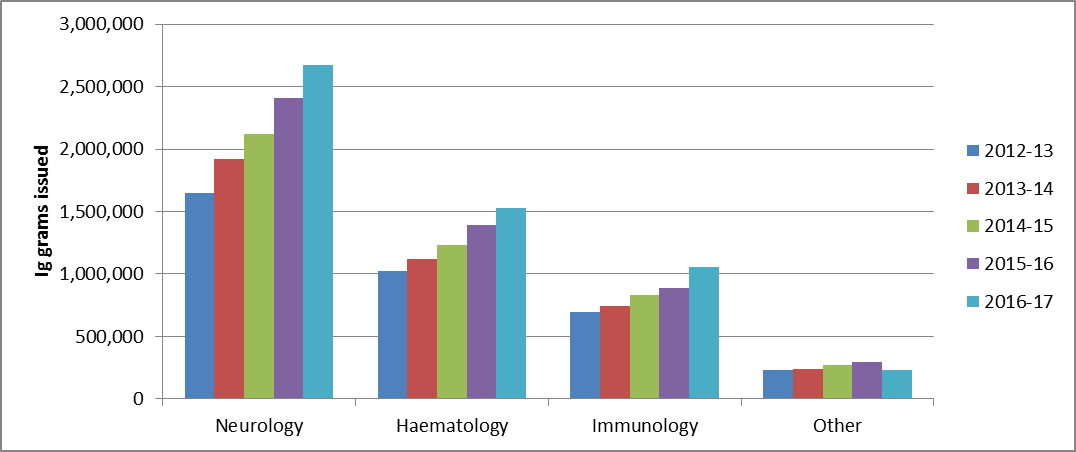 3,000,000
2,500,000
2,000,000
1,500,000
1,000,000
500,000
0
Ig grams issued
Neurology
Haematology
Immunology
Other
2012-13
2013-14
2014-15
2015-16
2016-17